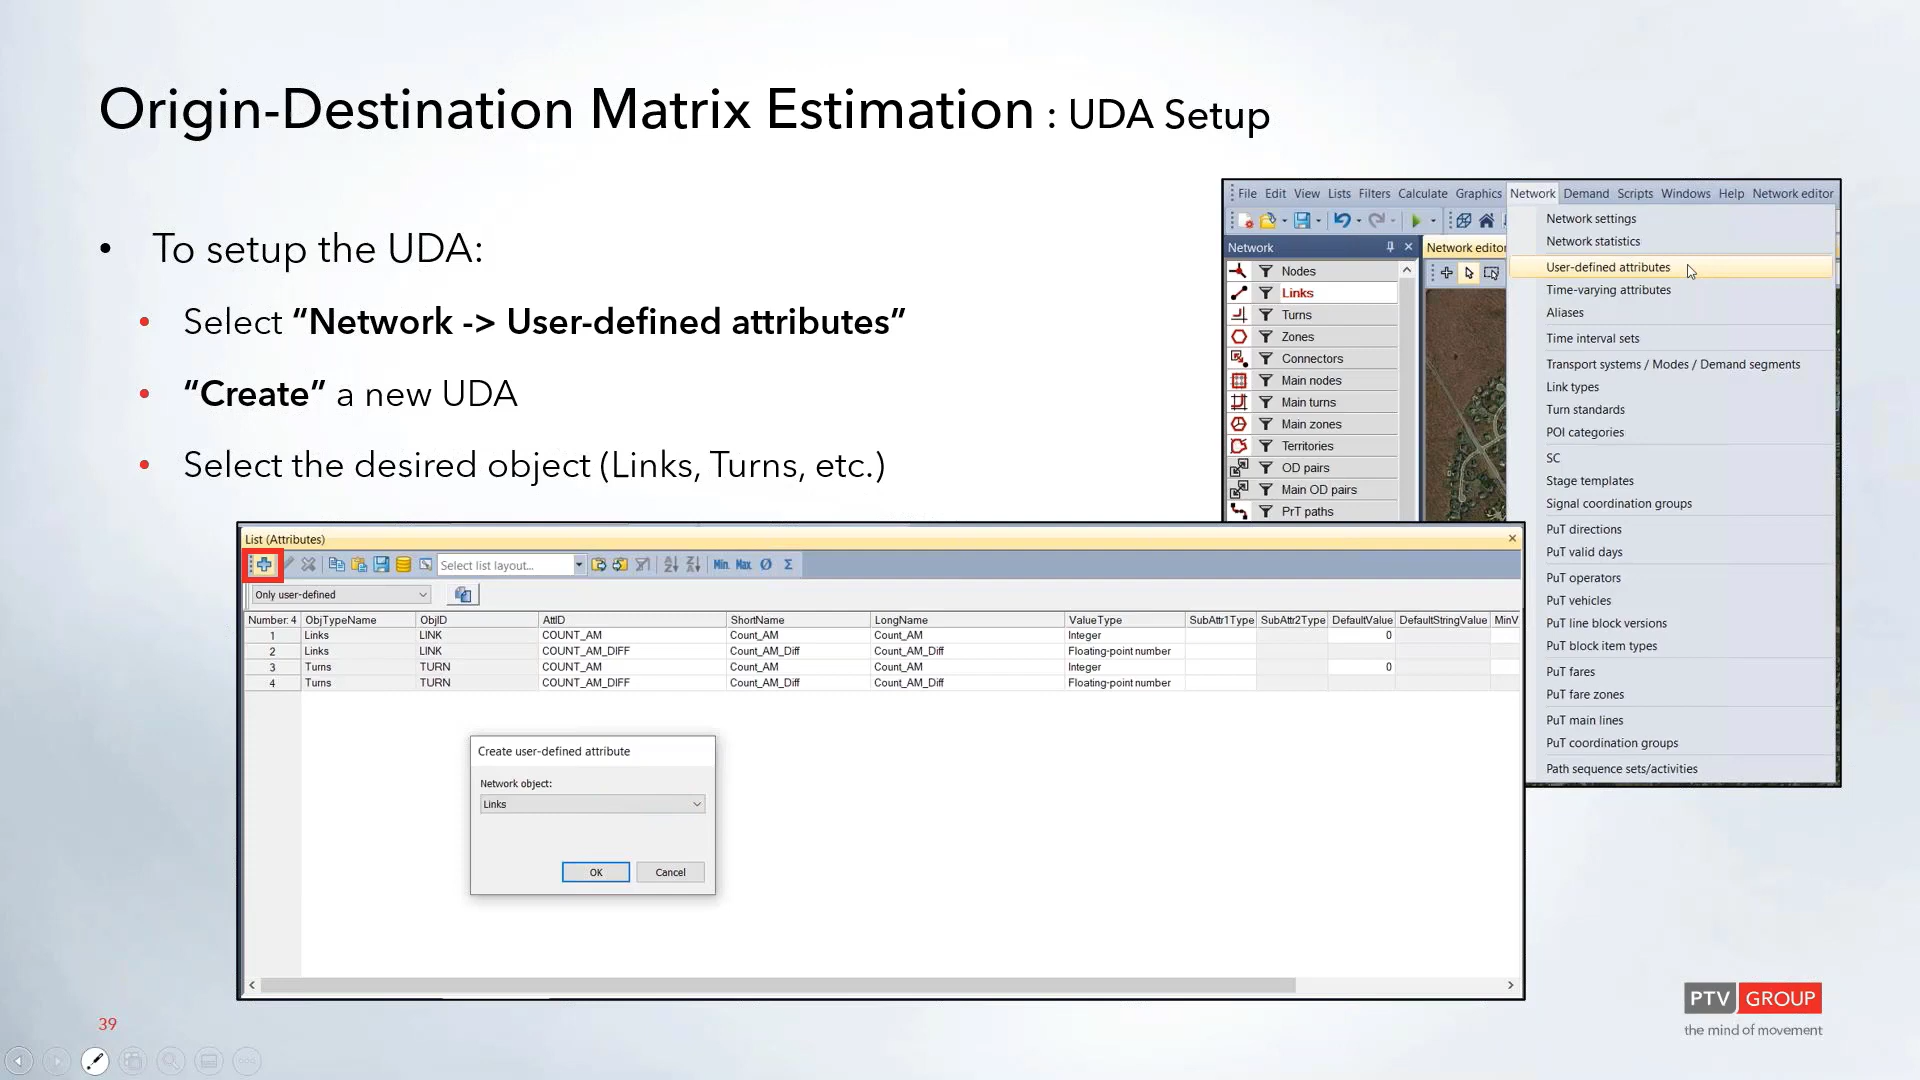 Origin-Destination Matrix Estimation : UDA Setup
• To setup the UDA:
• Select “Network -> User-defined attributes”
• “Create” a new UDA
• Select the desired object (Links, Turns, etc.)
File Edit View Lists Filters Calculate Graphics Network Demand Scripts Windows Help Network editor
Network
Network editor
Nodes
Links
Turns
Zones
Connectors
Main nodes
Main turns
Main zones
Territories
OD pairs
Main OD pairs
PrT paths
Network settings
Network statistics
User-defined attributes
Time-varying attributes
Aliases
Time interval sets
Transport systems / Modes / Demand segments
Link types
Turn standards
POI categories
SC
Stage templates
Signal coordination groups
PuT directions
PuT valid days
PuT operators
PuT vehicles
PuT line block versions
PuT block item types
PuT fares
PuT fare zones
PuT main lines
PuT coordination groups
Path sequence sets/activities
List (Attributes)
Select list layout... Min. Max. Ø Σ
Only user-defined
Number: 4 ObjTypeName ObjID AttID ShortName LongName ValueType SubAttr1Type SubAttr2Type DefaultValue DefaultStringValue MinV
1 Links LINK COUNT_AM Count_AM Count_AM Integer 0
2 Links LINK COUNT_AM_DIFF Count_AM_Diff Count_AM_Diff Floating-point number
3 Turns TURN COUNT_AM Count_AM Count_AM Integer 0
4 Turns TURN COUNT_AM_DIFF Count_AM_Diff Count_AM_Diff Floating-point number
Create user-defined attribute
Network object:
Links
OK Cancel
PTV GROUP
the mind of movement
39